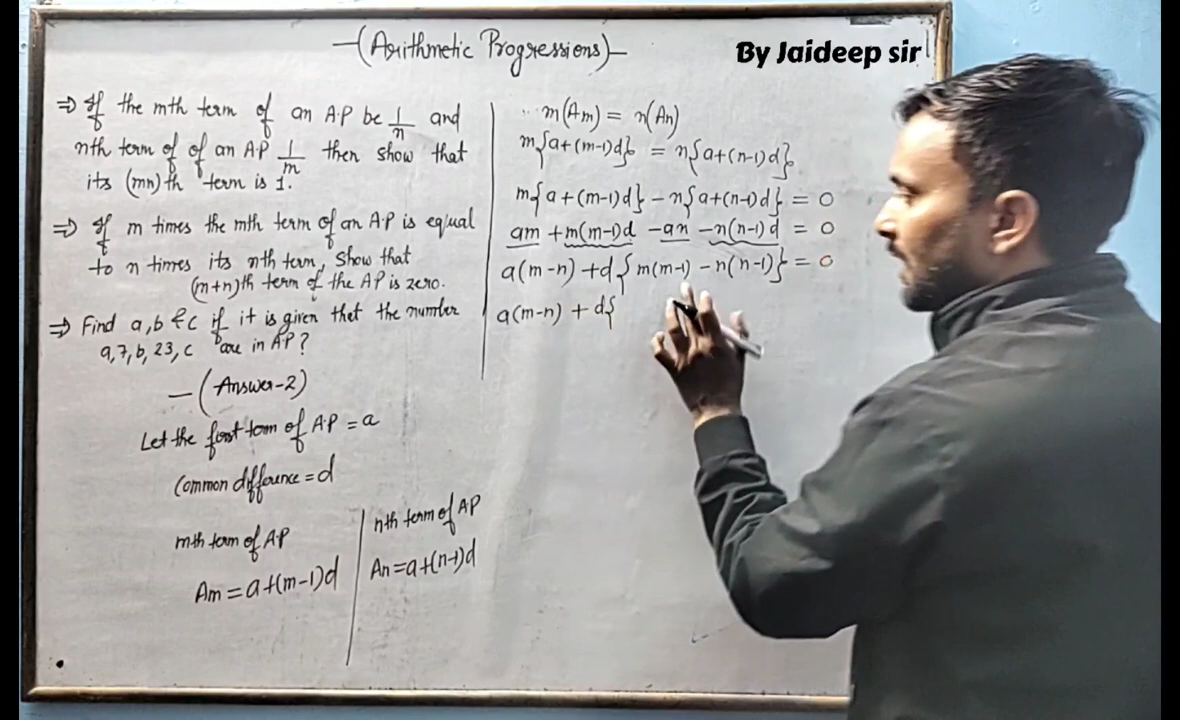 (Arithmetic Progressions)
By Jaideep sir
⇒ If the mth term of an A.P be 1/n and
nth term of of an A.P 1/m then show that
its (mn)th term is 1.
⇒ If m times the mth term of an A.P is equal
to n times its nth term, show that
(m+n)th term of the AP is zero.
⇒ Find a, b & c if it is given that the number
a, 7, b, 23, c are in AP?
(Answer-2)
Let the first term of A.P = a
Common difference = d
mth term of A.P
Am = a+(m-1)d
nth term of AP
An = a+(n-1)d
∵ m(Am) = n(An)
m{a+(m-1)d} = n{a+(n-1)d}
m{a+(m-1)d} - n{a+(n-1)d} = 0
am + m(m-1)d - an - n(n-1)d = 0
a(m-n) + d{m(m-1) - n(n-1)} = 0
a(m-n) + d{